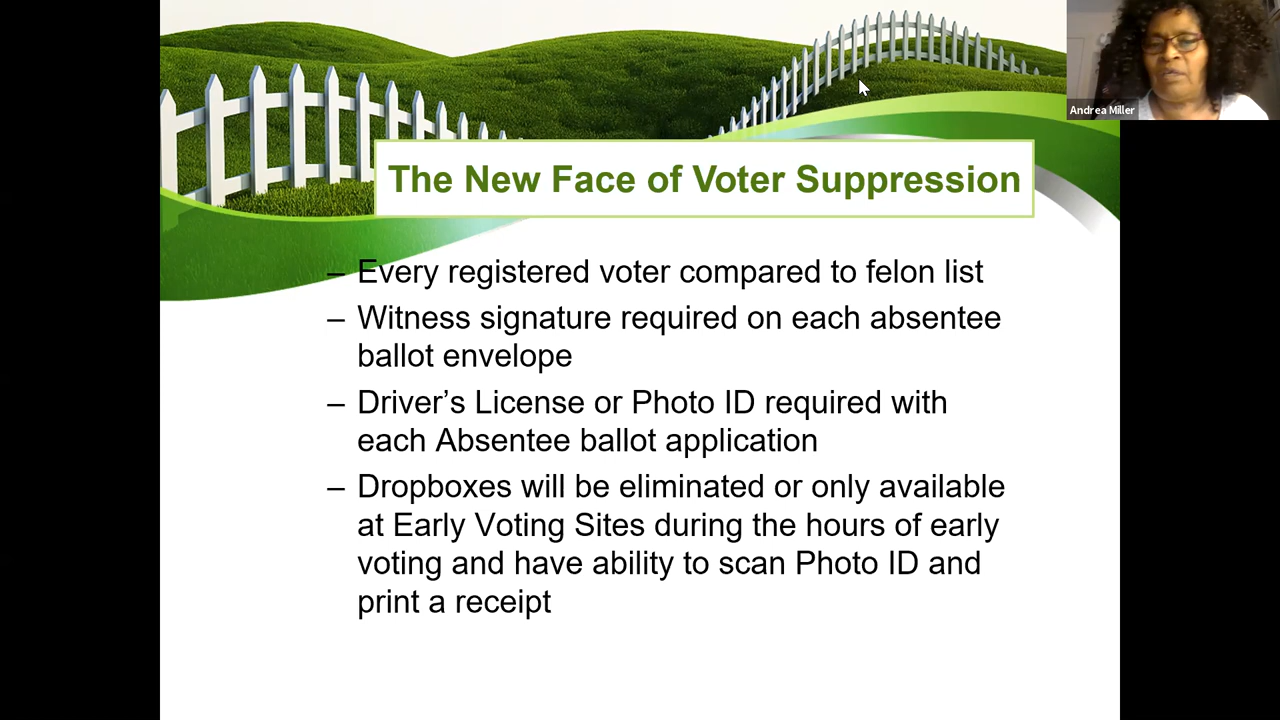 Andrea Miller
The New Face of Voter Suppression
– Every registered voter compared to felon list
– Witness signature required on each absentee
ballot envelope
– Driver’s License or Photo ID required with
each Absentee ballot application
– Dropboxes will be eliminated or only available
at Early Voting Sites during the hours of early
voting and have ability to scan Photo ID and
print a receipt